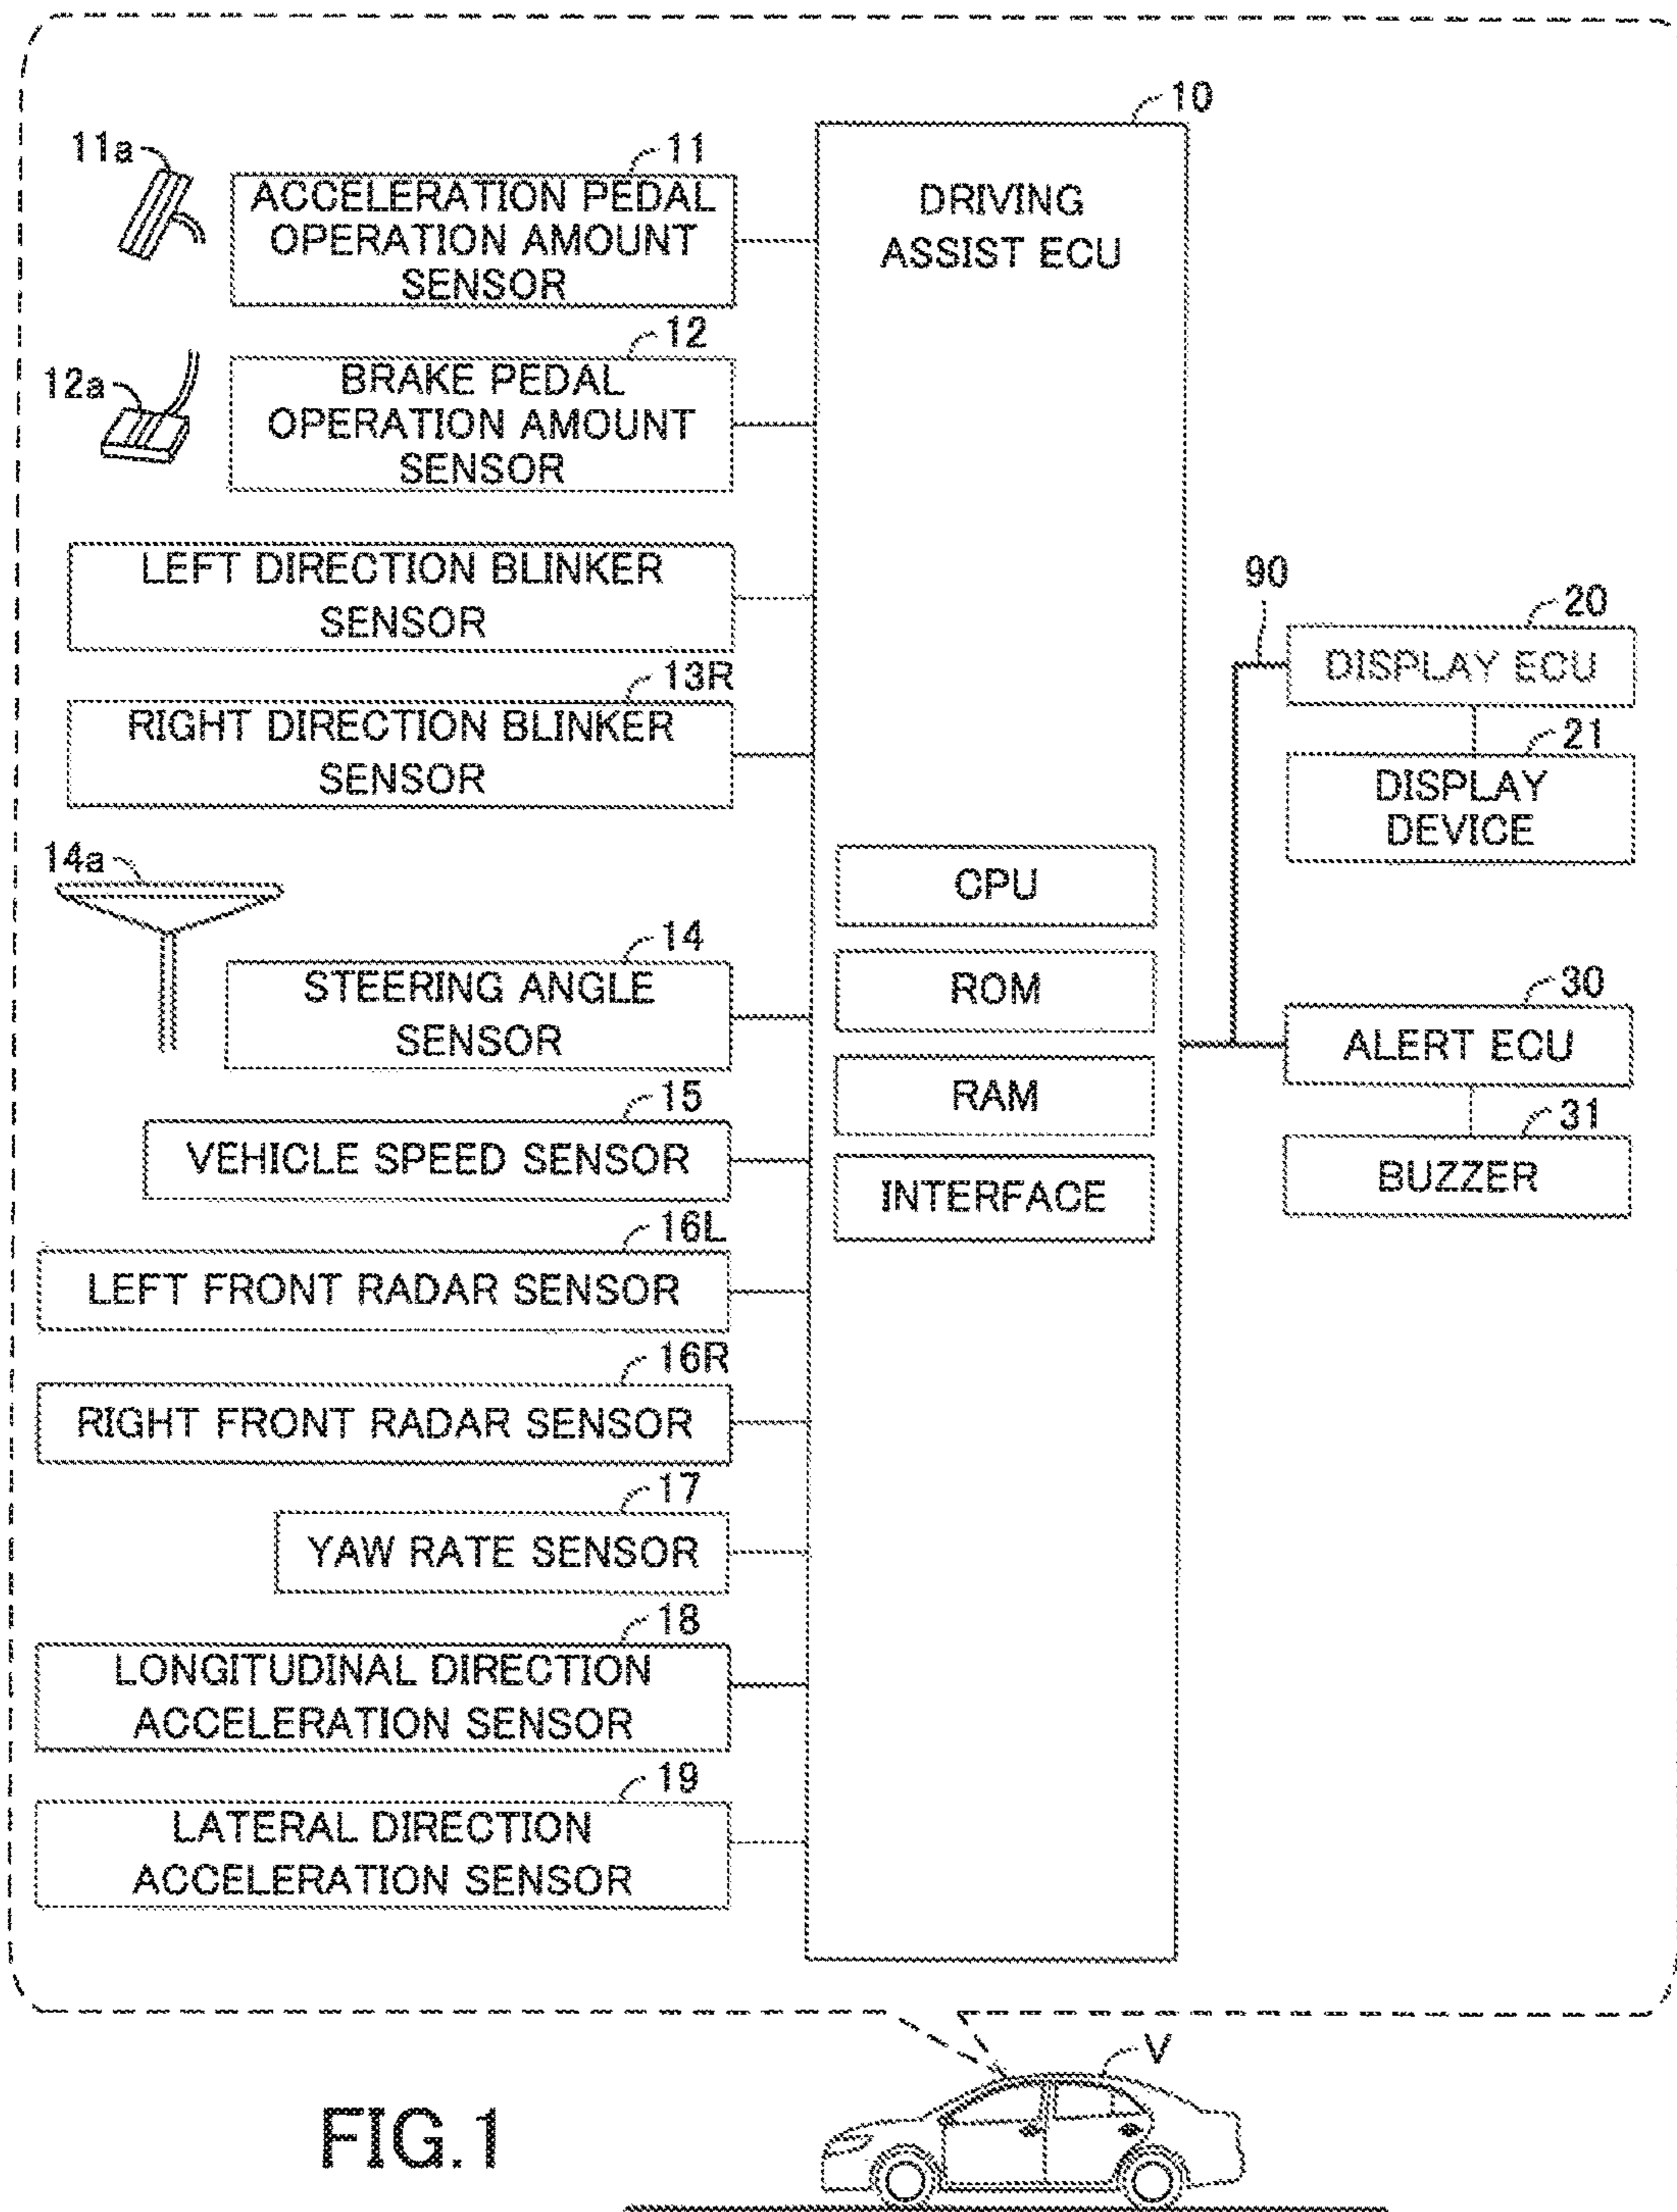 10
11a
11
ACCELERATION PEDAL
OPERATION AMOUNT
SENSOR
DRIVING
ASSIST ECU
12
12a
BRAKE PEDAL
OPERATION AMOUNT
SENSOR
LEFT DIRECTION BLINKER
SENSOR
13R
RIGHT DIRECTION BLINKER
SENSOR
90
20
DISPLAY ECU
21
DISPLAY
DEVICE
14a
14
STEERING ANGLE
SENSOR
CPU
ROM
RAM
INTERFACE
30
ALERT ECU
31
BUZZER
15
VEHICLE SPEED SENSOR
16L
LEFT FRONT RADAR SENSOR
16R
RIGHT FRONT RADAR SENSOR
17
YAW RATE SENSOR
18
LONGITUDINAL DIRECTION
ACCELERATION SENSOR
19
LATERAL DIRECTION
ACCELERATION SENSOR
V
FIG.1